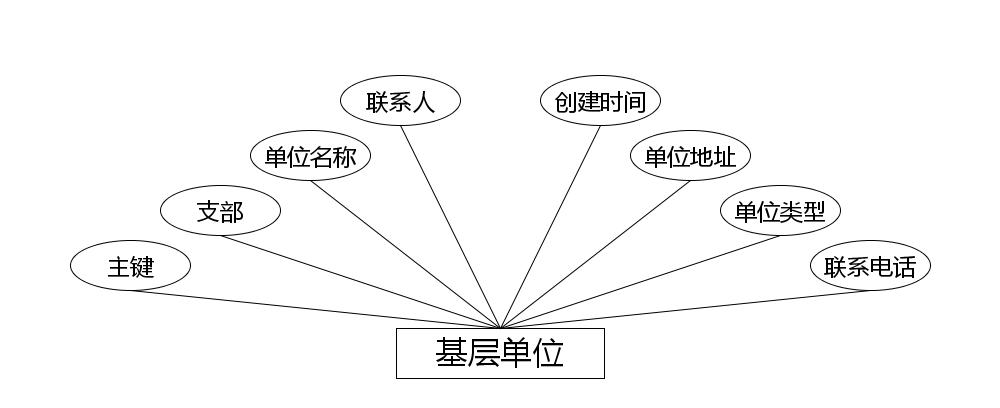 联系人
创建时间
单位名称
单位地址
支部
单位类型
主键
联系电话
基层单位